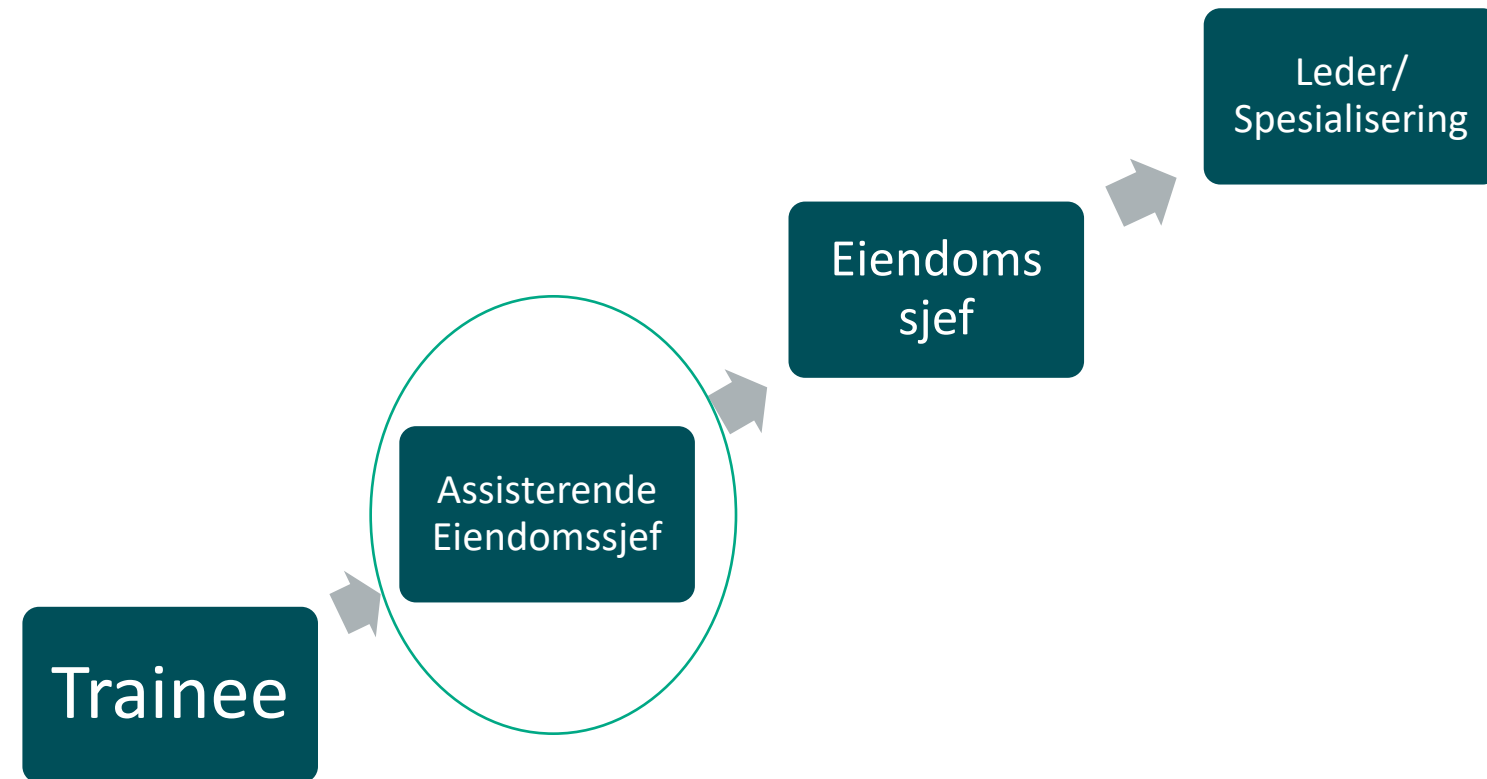 Leder/
Spesialisering
Eiendoms
sjef
Assisterende
Eiendomssjef
Trainee